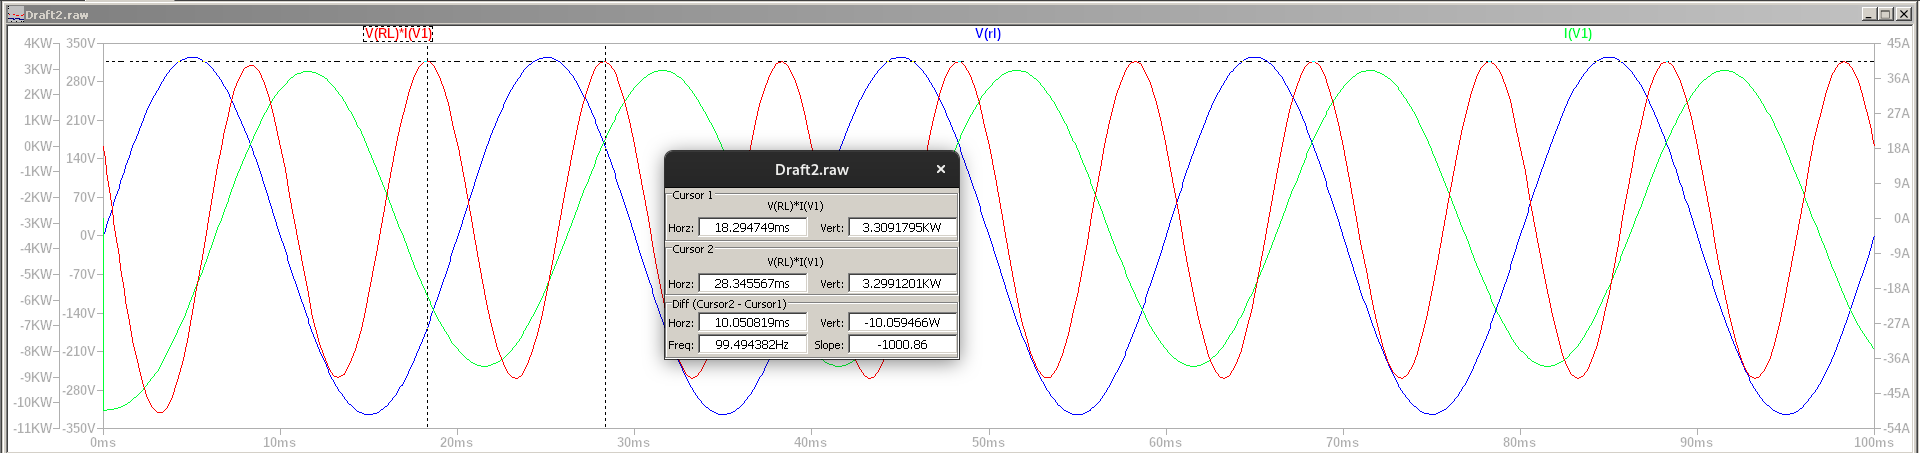 Draft2.raw
V(RL)*I(V1) V(rl) I(V1)
4KW 350V 45A
3KW 280V 36A
2KW
1KW 210V 27A
0KW 140V 18A
-1KW
-2KW 70V 9A
-3KW 0V 0A
-4KW
-5KW -70V -9A
-6KW -140V -18A
-7KW
-8KW -210V -27A
-9KW -280V -36A
-10KW -45A
-11KW -350V -54A
0ms 10ms 20ms 30ms 40ms 50ms 60ms 70ms 80ms 90ms 100ms
Draft2.raw ×
Cursor 1
V(RL)*I(V1)
Horz: 18.294749ms Vert: 3.3091795KW
Cursor 2
V(RL)*I(V1)
Horz: 28.345567ms Vert: 3.2991201KW
Diff (Cursor2 - Cursor1)
Horz: 10.050819ms Vert: -10.059466W
Freq: 99.494382Hz Slope: -1000.86